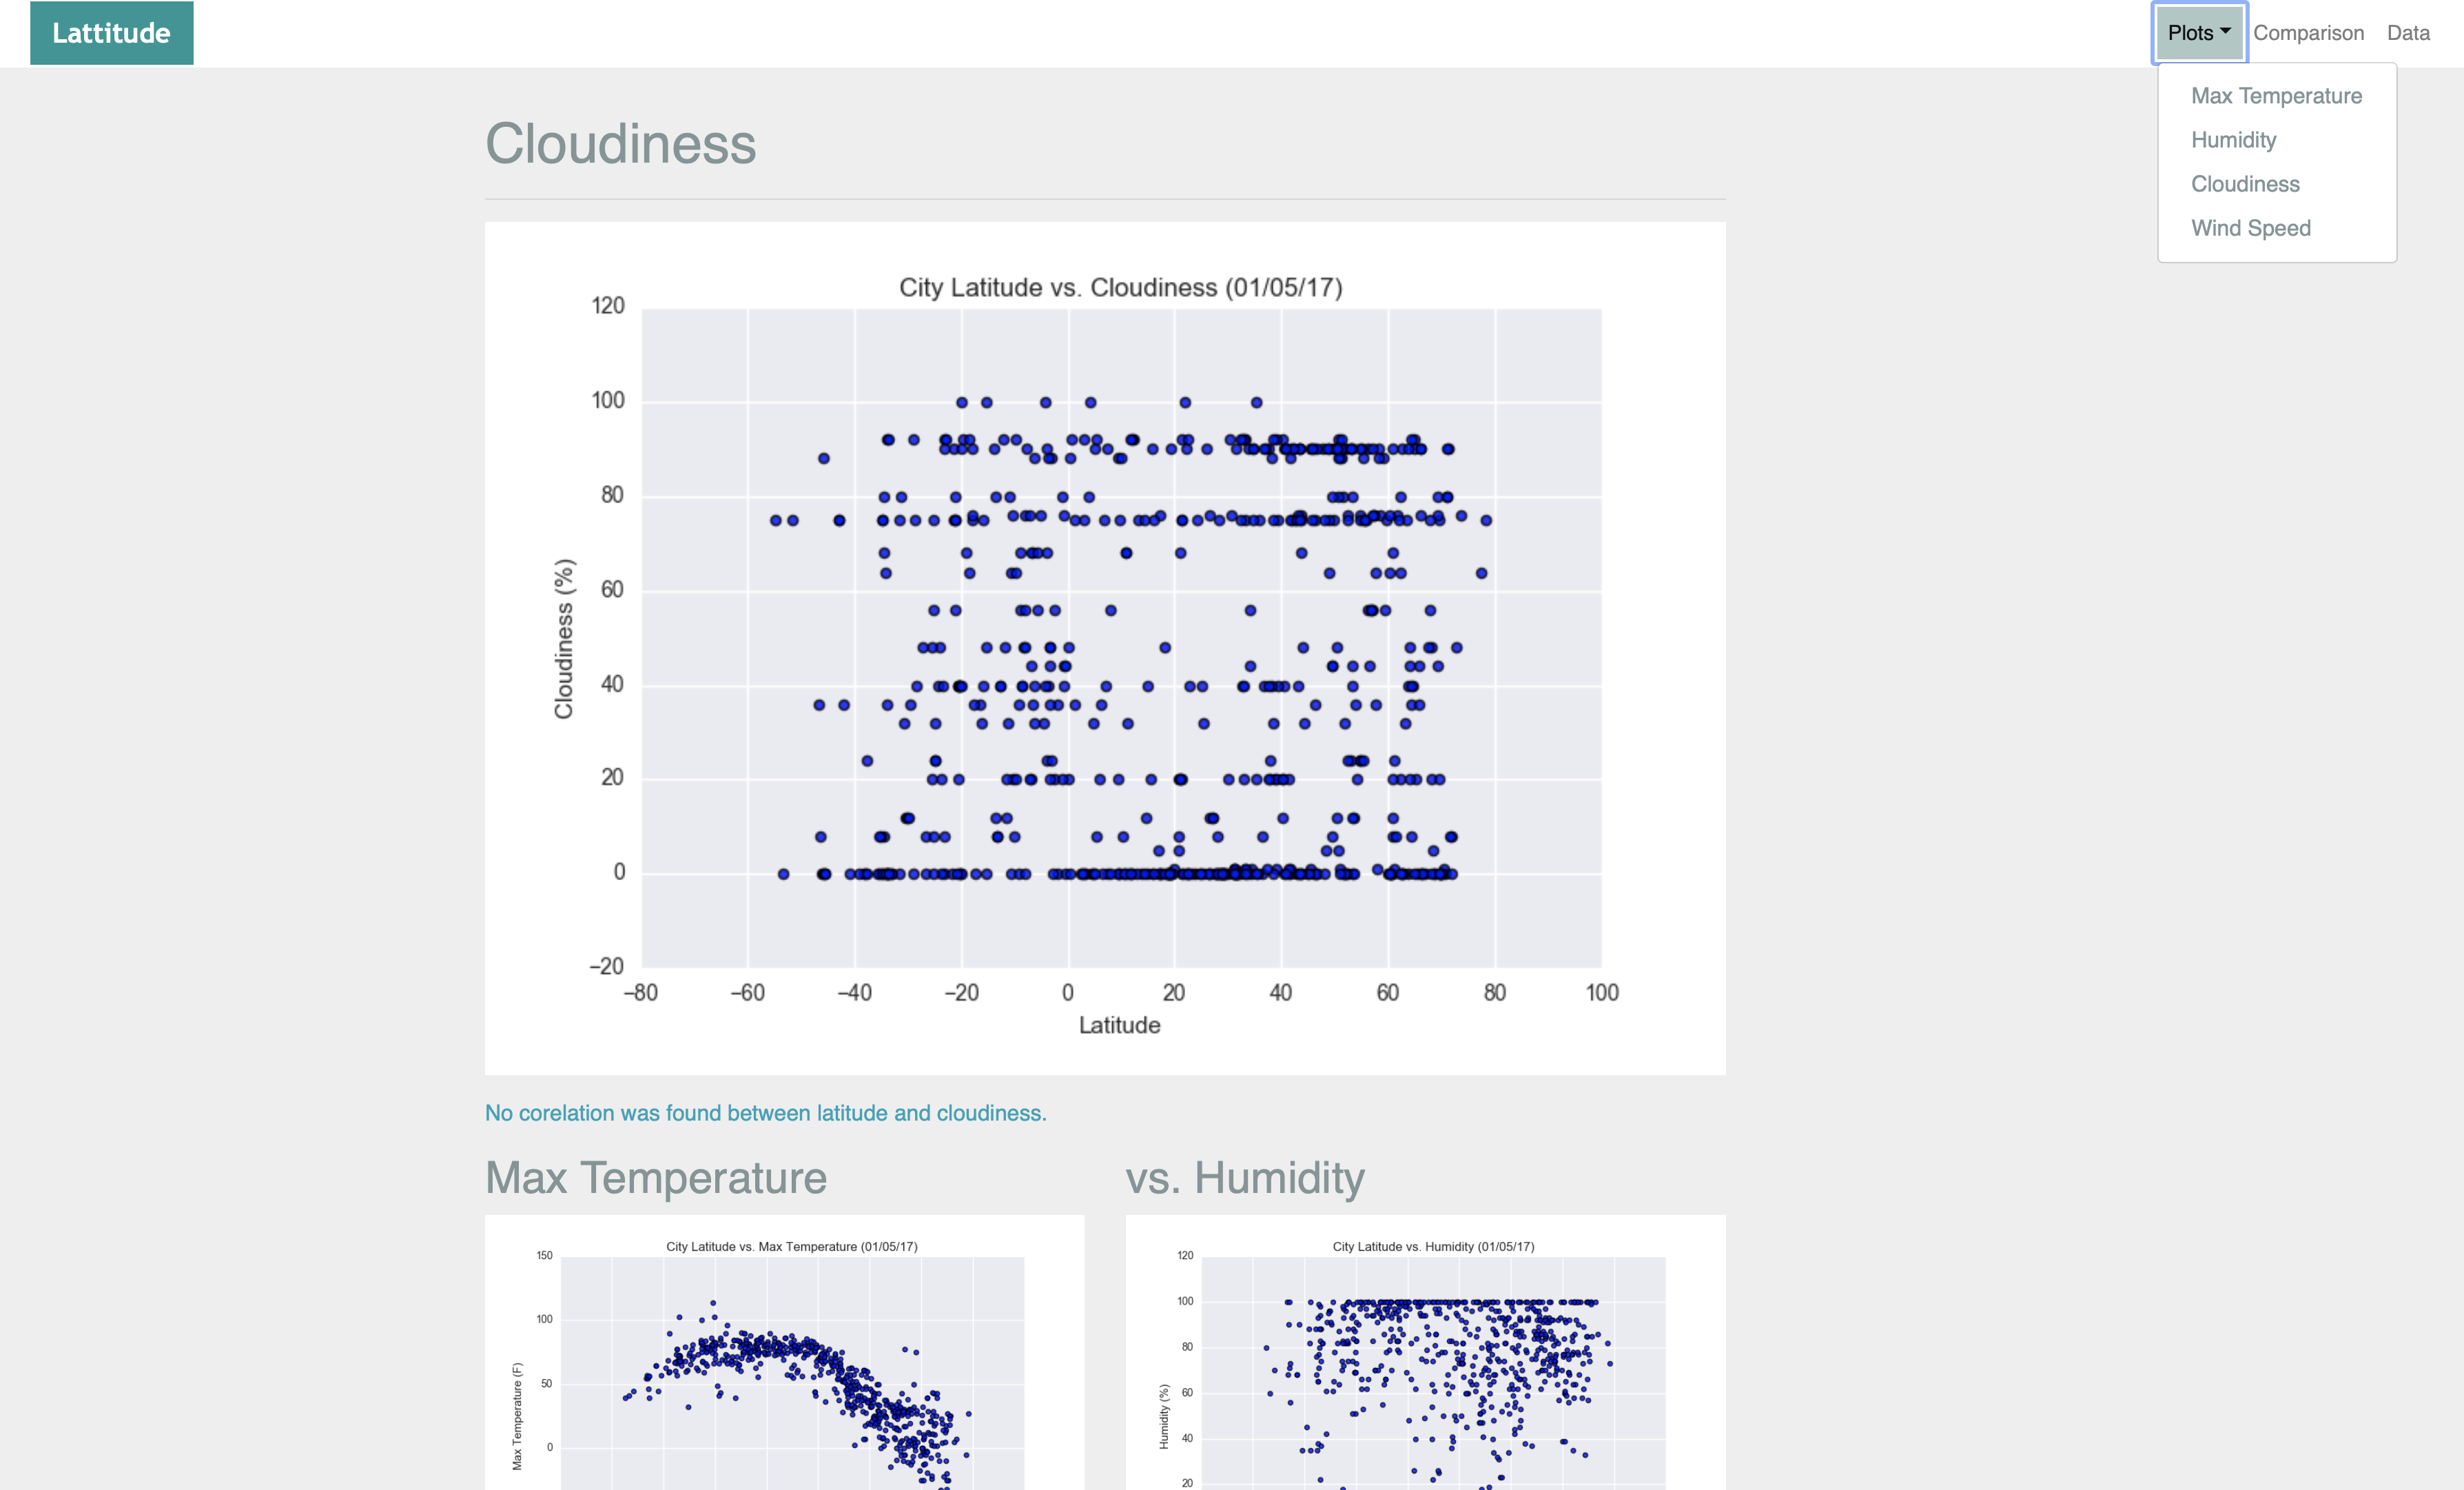 Lattitude
Plots Comparison Data
Max Temperature
Humidity
Cloudiness
Wind Speed
Cloudiness
City Latitude vs. Cloudiness (01/05/17)
120
100
80
60
40
20
0
−20
Cloudiness (%)
−80 −60 −40 −20 0 20 40 60 80 100
Latitude
No corelation was found between latitude and cloudiness.
Max Temperature
City Latitude vs. Max Temperature (01/05/17)
150
100
50
0
Max Temperature (F)
vs. Humidity
City Latitude vs. Humidity (01/05/17)
120
100
80
60
40
20
Humidity (%)